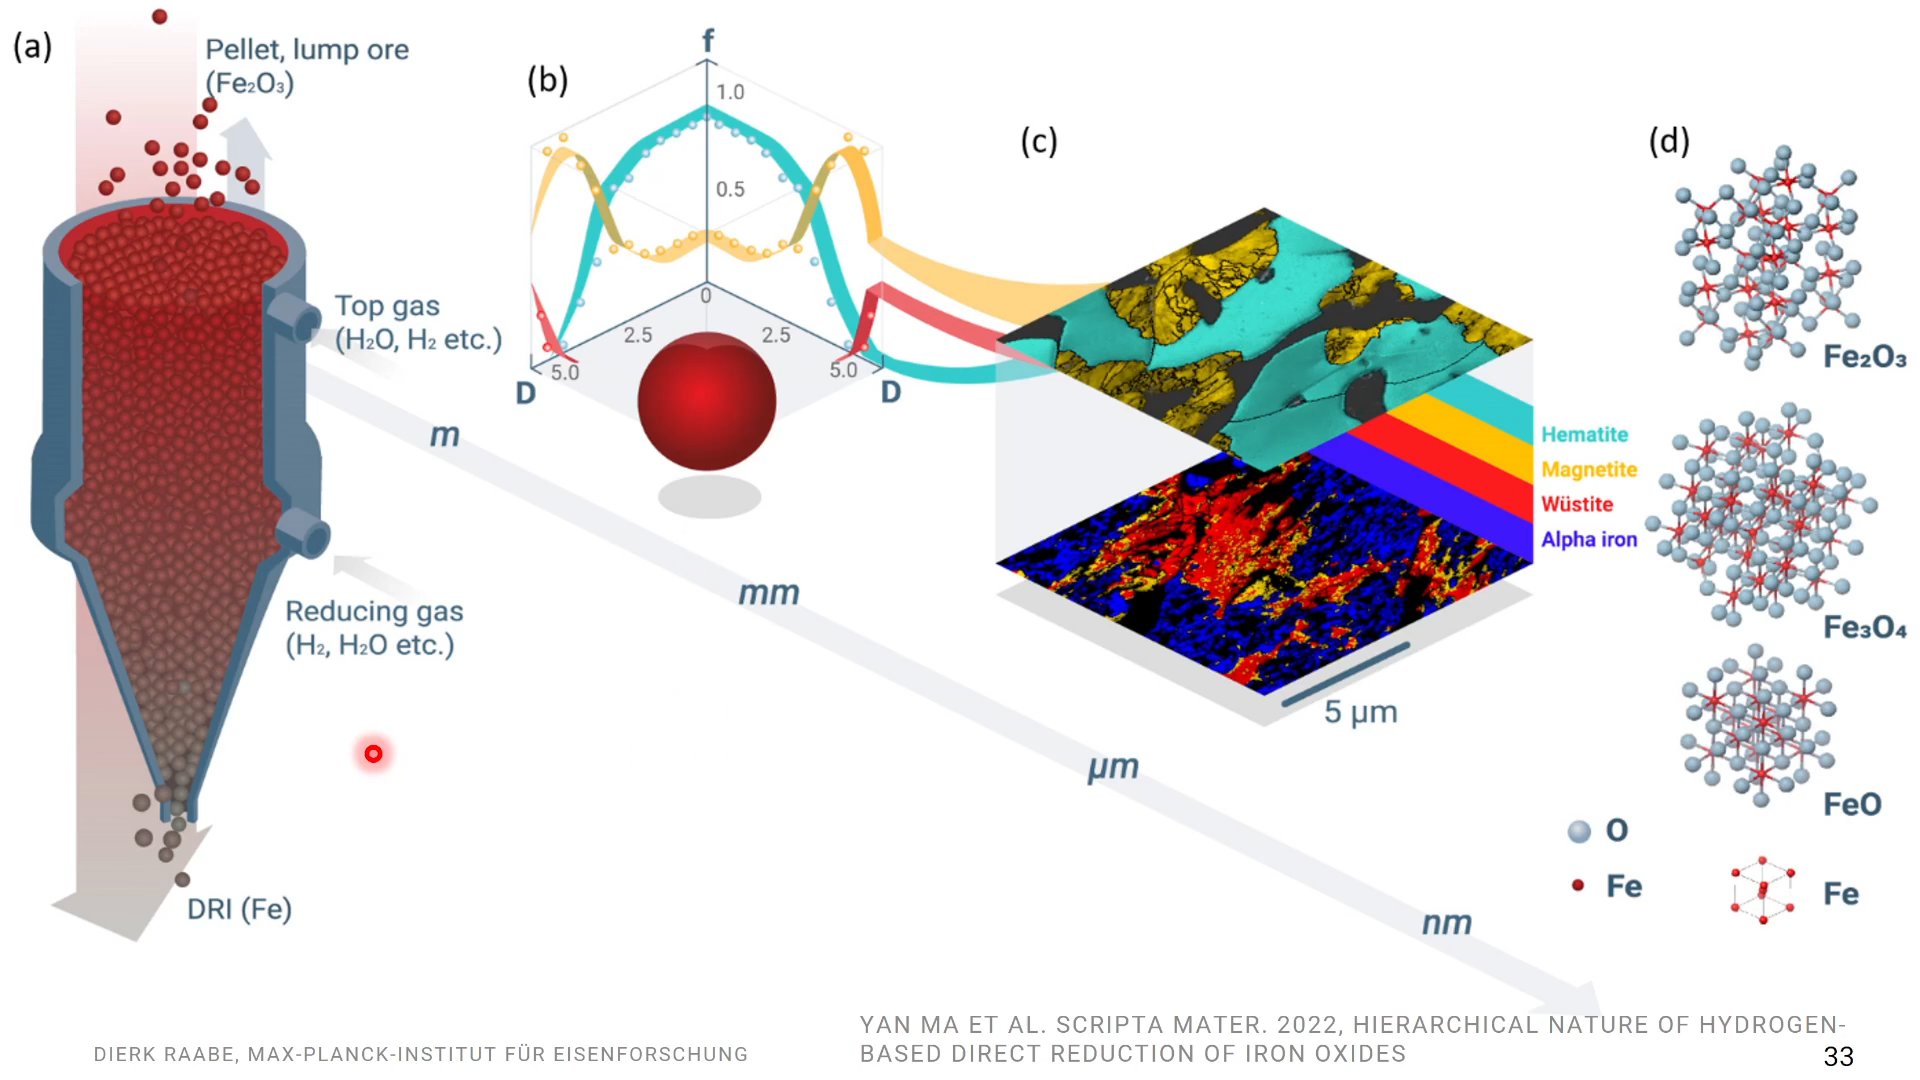 (a)
Pellet, lump ore
(Fe₂O₃)
Top gas
(H₂O, H₂ etc.)
Reducing gas
(H₂, H₂O etc.)
DRI (Fe)
(b)
f
1.0
0.5
0
2.5
2.5
5.0
5.0
D
D
(c)
Hematite
Magnetite
Wüstite
Alpha iron
5 µm
(d)
Fe₂O₃
Fe₃O₄
FeO
O
Fe
Fe
m
mm
µm
nm
DIERK RAABE, MAX-PLANCK-INSTITUT FÜR EISENFORSCHUNG
YAN MA ET AL. SCRIPTA MATER. 2022, HIERARCHICAL NATURE OF HYDROGEN-
BASED DIRECT REDUCTION OF IRON OXIDES
33